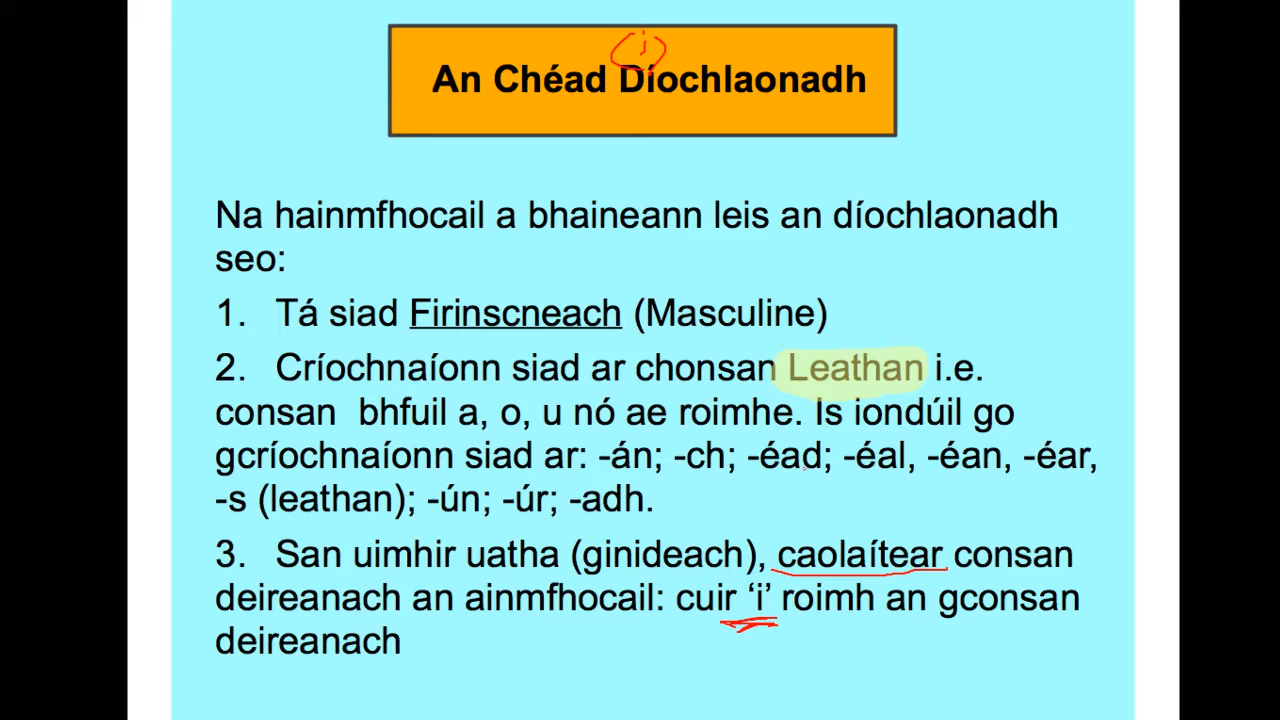 An Chéad Díochlaonadh
Na hainmfhocail a bhaineann leis an díochlaonadh
seo:
1. Tá siad Firinscneach (Masculine)
2. Críochnaíonn siad ar chonsan Leathan i.e.
consan bhfuil a, o, u nó ae roimhe. Is iondúil go
gcríochnaíonn siad ar: -án; -ch; -éad; -éal, -éan, -éar,
-s (leathan); -ún; -úr; -adh.
3. San uimhir uatha (ginideach), caolaítear consan
deireanach an ainmfhocail: cuir ‘i’ roimh an gconsan
deireanach